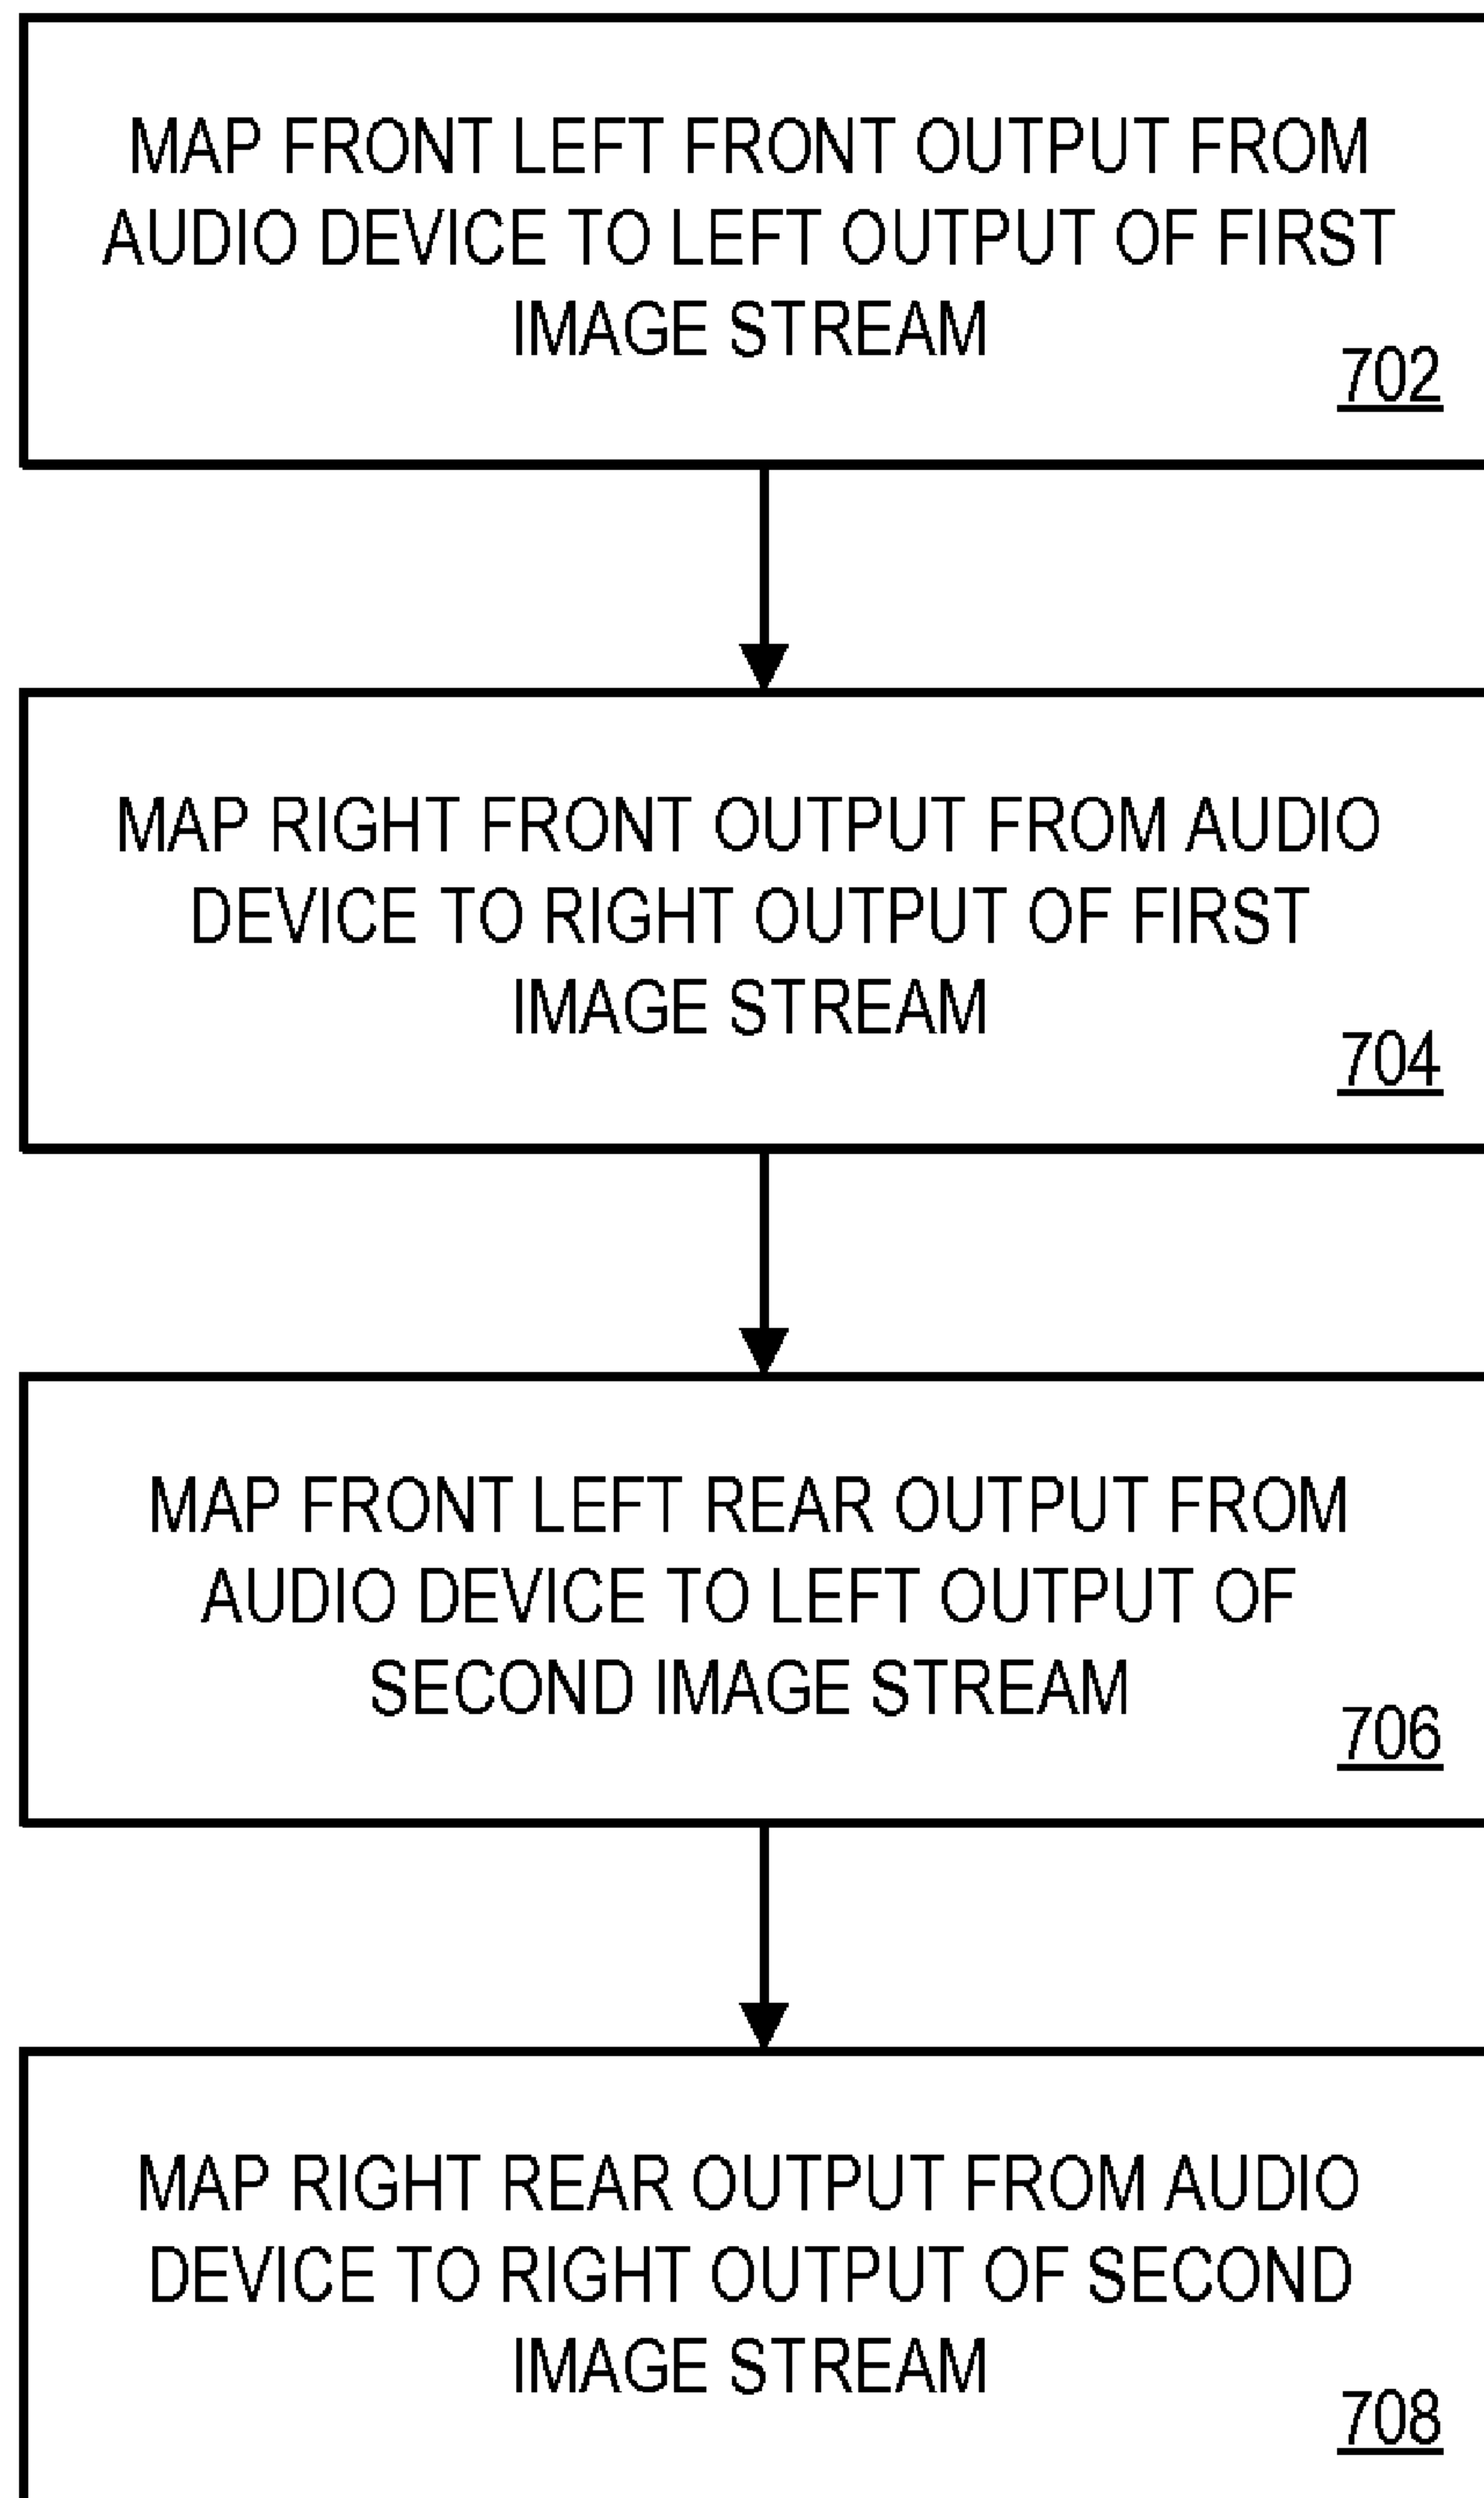 MAP FRONT LEFT FRONT OUTPUT FROM
AUDIO DEVICE TO LEFT OUTPUT OF FIRST
IMAGE STREAM
702
MAP RIGHT FRONT OUTPUT FROM AUDIO
DEVICE TO RIGHT OUTPUT OF FIRST
IMAGE STREAM
704
MAP FRONT LEFT REAR OUTPUT FROM
AUDIO DEVICE TO LEFT OUTPUT OF
SECOND IMAGE STREAM
706
MAP RIGHT REAR OUTPUT FROM AUDIO
DEVICE TO RIGHT OUTPUT OF SECOND
IMAGE STREAM
708